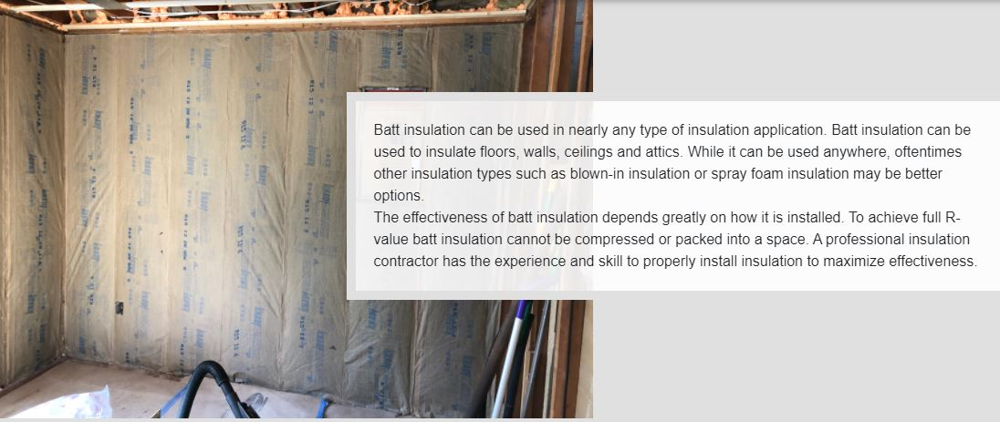 Batt insulation can be used in nearly any type of insulation application. Batt insulation can be
used to insulate floors, walls, ceilings and attics. While it can be used anywhere, oftentimes
other insulation types such as blown-in insulation or spray foam insulation may be better
options.
The effectiveness of batt insulation depends greatly on how it is installed. To achieve full R-
value batt insulation cannot be compressed or packed into a space. A professional insulation
contractor has the experience and skill to properly install insulation to maximize effectiveness.